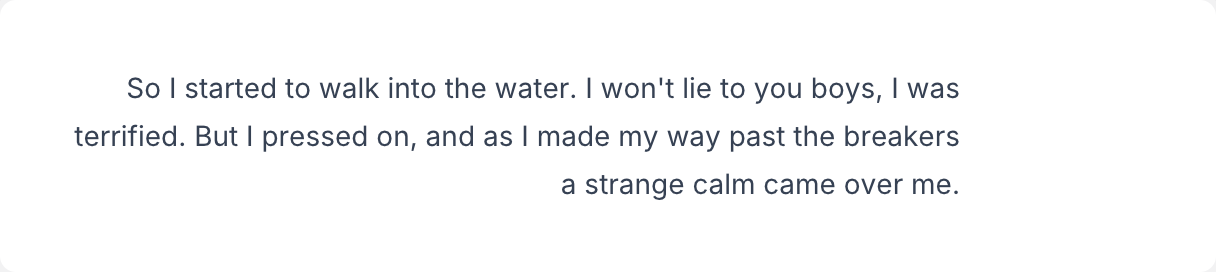 So I started to walk into the water. I won't lie to you boys, I was
terrified. But I pressed on, and as I made my way past the breakers
a strange calm came over me.